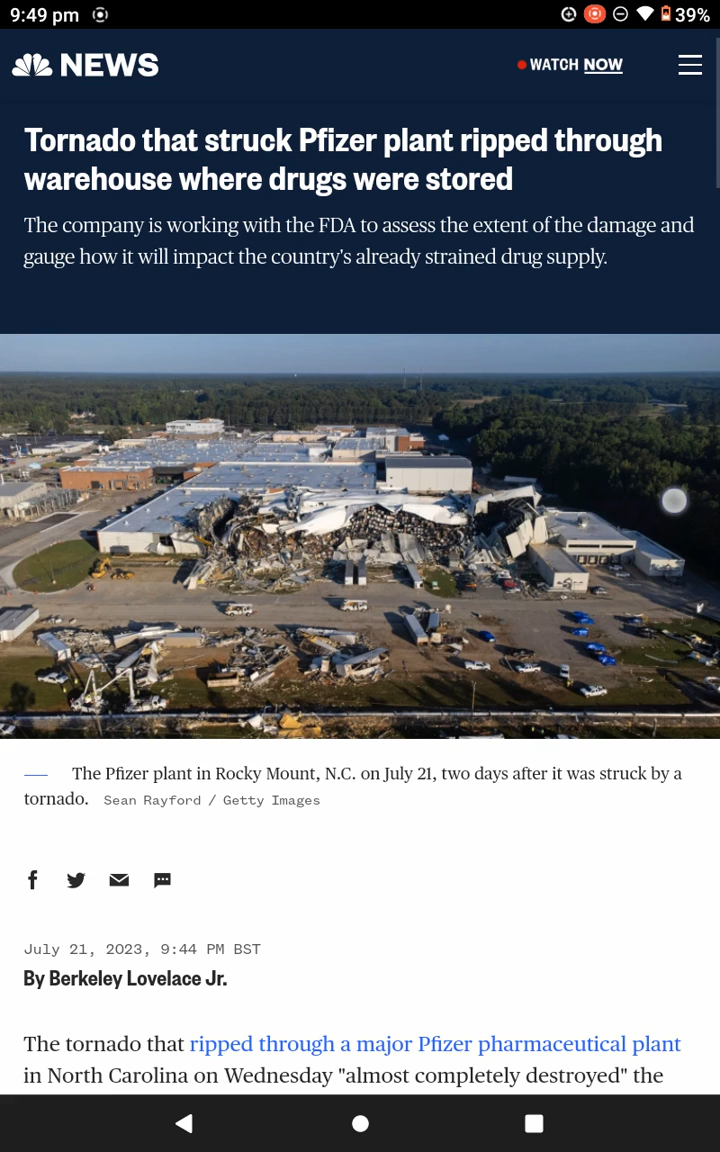 9:49 pm
39%
NEWS
WATCH NOW
Tornado that struck Pfizer plant ripped through
warehouse where drugs were stored
The company is working with the FDA to assess the extent of the damage and
gauge how it will impact the country's already strained drug supply.
The Pfizer plant in Rocky Mount, N.C. on July 21, two days after it was struck by a
tornado. Sean Rayford / Getty Images
July 21, 2023, 9:44 PM BST
By Berkeley Lovelace Jr.
The tornado that ripped through a major Pfizer pharmaceutical plant
in North Carolina on Wednesday "almost completely destroyed" the